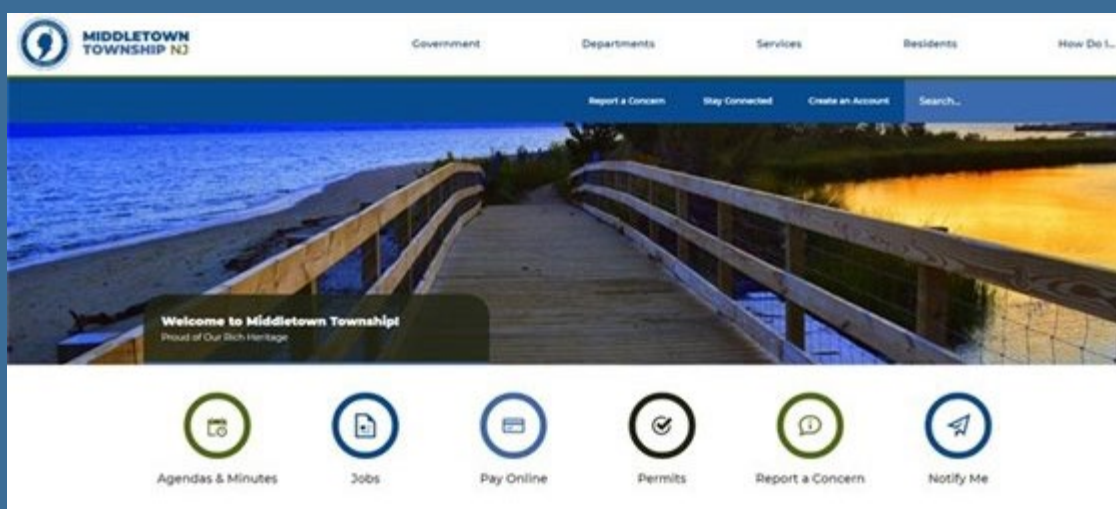 MIDDLETOWN
TOWNSHIP NJ
Government Departments Services Residents How Do I...
Report a Concern Stay Connected Create an Account Search...
Welcome to Middletown Township!
Proud of Our Rich Heritage
Agendas & Minutes Jobs Pay Online Permits Report a Concern Notify Me